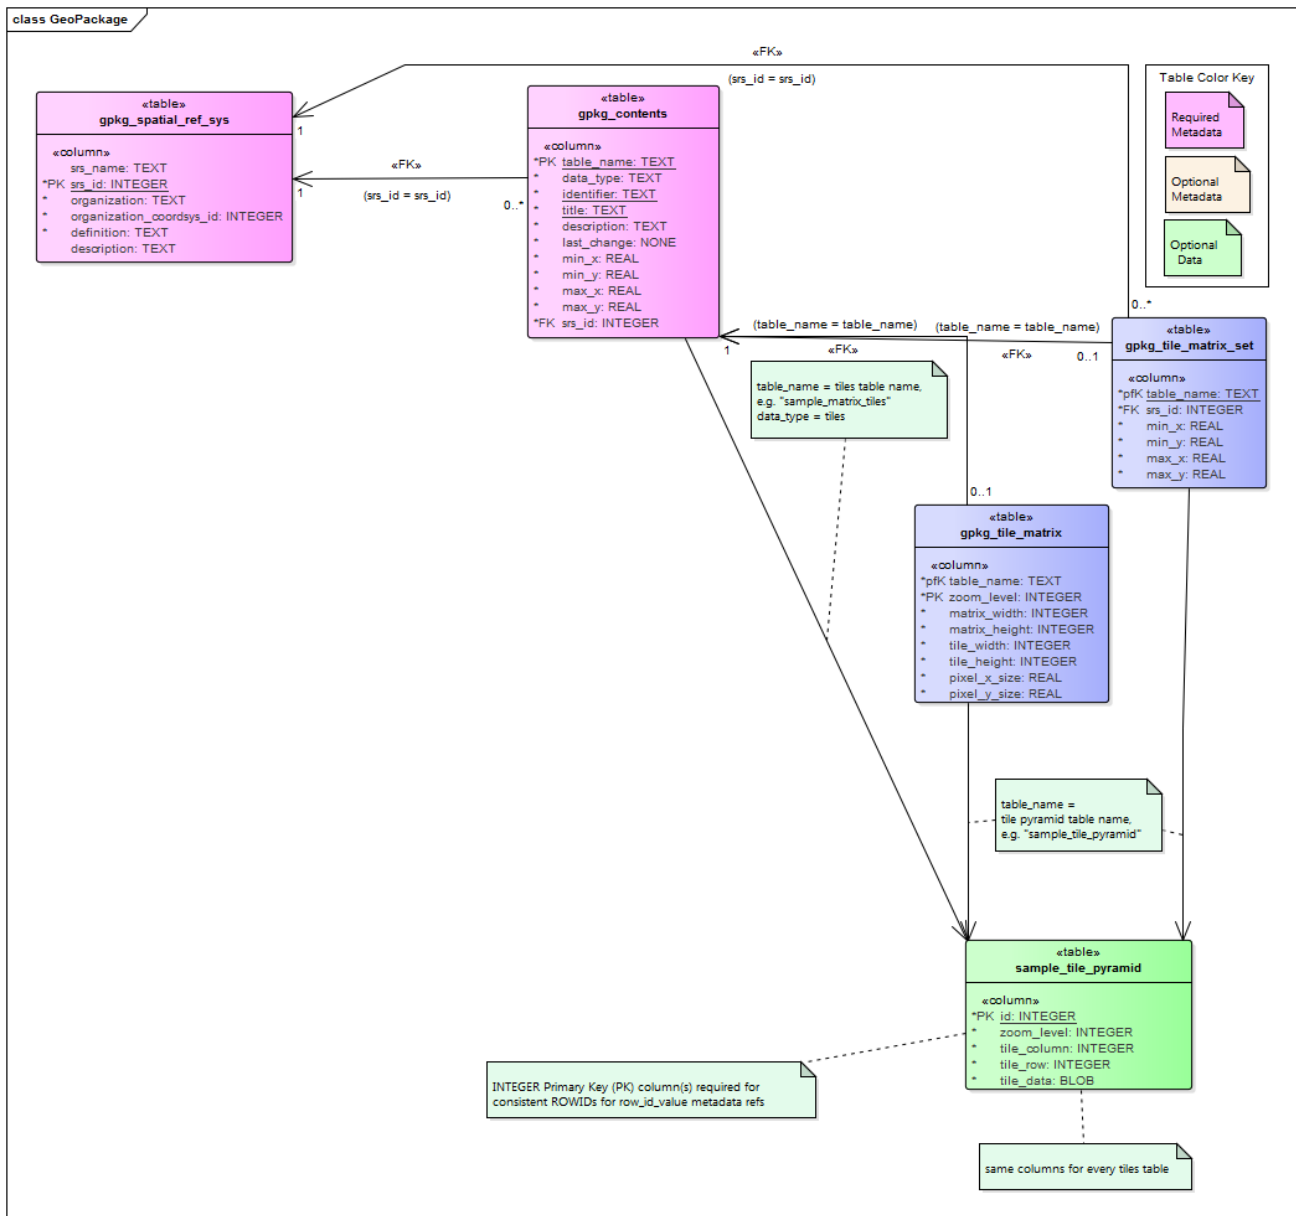 class GeoPackage
«FK»
(srs_id = srs_id)
1
Table Color Key
Required
Metadata
Optional
Metadata
Optional
Data
«table»
gpkg_spatial_ref_sys
«column»
srs_name: TEXT
*PK srs_id: INTEGER
* organization: TEXT
* organization_coordsys_id: INTEGER
* definition: TEXT
description: TEXT
«FK»
(srs_id = srs_id)
1
0..*
«table»
gpkg_contents
«column»
*PK table_name: TEXT
* data_type: TEXT
* identifier: TEXT
* title: TEXT
* description: TEXT
* last_change: NONE
* min_x: REAL
* min_y: REAL
* max_x: REAL
* max_y: REAL
*FK srs_id: INTEGER
0..*
(table_name = table_name)
(table_name = table_name)
1
«FK»
«FK»
0..1
«table»
gpkg_tile_matrix_set
«column»
*pfK table_name: TEXT
*FK srs_id: INTEGER
* min_x: REAL
* min_y: REAL
* max_x: REAL
* max_y: REAL
table_name = tiles table name,
e.g. "sample_matrix_tiles"
data_type = tiles
0..1
«table»
gpkg_tile_matrix
«column»
*pfK table_name: TEXT
*PK zoom_level: INTEGER
* matrix_width: INTEGER
* matrix_height: INTEGER
* tile_width: INTEGER
* tile_height: INTEGER
* pixel_x_size: REAL
* pixel_y_size: REAL
table_name =
tile pyramid table name,
e.g. "sample_tile_pyramid"
«table»
sample_tile_pyramid
«column»
*PK id: INTEGER
* zoom_level: INTEGER
* tile_column: INTEGER
* tile_row: INTEGER
* tile_data: BLOB
INTEGER Primary Key (PK) column(s) required for
consistent ROWIDs for row_id_value metadata refs
same columns for every tiles table